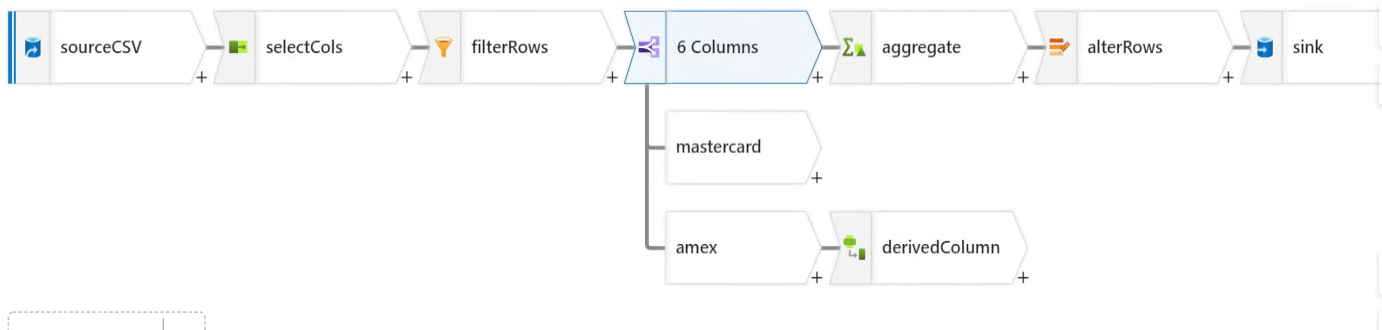 sourceCSV
selectCols
filterRows
6 Columns
aggregate
alterRows
sink
+ + + + + +
mastercard
+
amex
derivedColumn
+ +